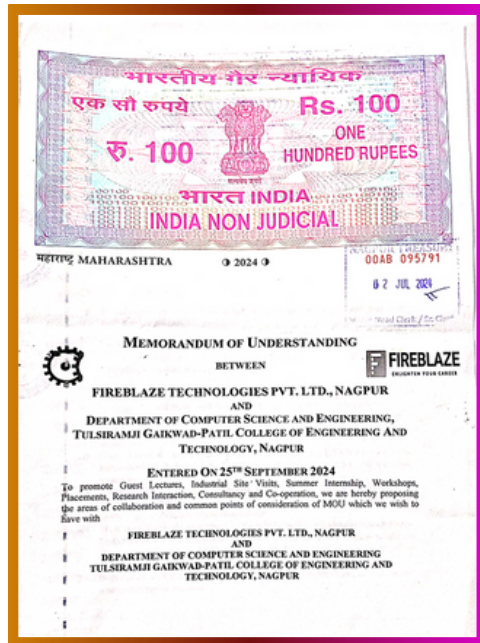 भारतीय गैर न्यायिक
एक सौ रुपये
Rs. 100
रु. 100
ONE
HUNDRED RUPEES
सत्यमेव जयते
भारत INDIA
INDIA NON JUDICIAL
महाराष्ट्र MAHARASHTRA
2024
NAGPUR TREASURY
00AB 095791
02 JUL 2024
MEMORANDUM OF UNDERSTANDING
BETWEEN
FIREBLAZE
ENLIGHTEN YOUR CAREER
FIREBLAZE TECHNOLOGIES PVT. LTD., NAGPUR
AND
DEPARTMENT OF COMPUTER SCIENCE AND ENGINEERING,
TULSIRAMJI GAIKWAD-PATIL COLLEGE OF ENGINEERING AND
TECHNOLOGY, NAGPUR
ENTERED ON 25TH SEPTEMBER 2024
To promote Guest Lectures, Industrial Site Visits, Summer Internship, Workshops,
Placements, Research Interaction, Consultancy and Co-operation, we are hereby proposing
the areas of collaboration and common points of consideration of MOU which we wish to
have with
FIREBLAZE TECHNOLOGIES PVT. LTD., NAGPUR
AND
DEPARTMENT OF COMPUTER SCIENCE AND ENGINEERING
TULSIRAMJI GAIKWAD-PATIL COLLEGE OF ENGINEERING AND
TECHNOLOGY, NAGPUR